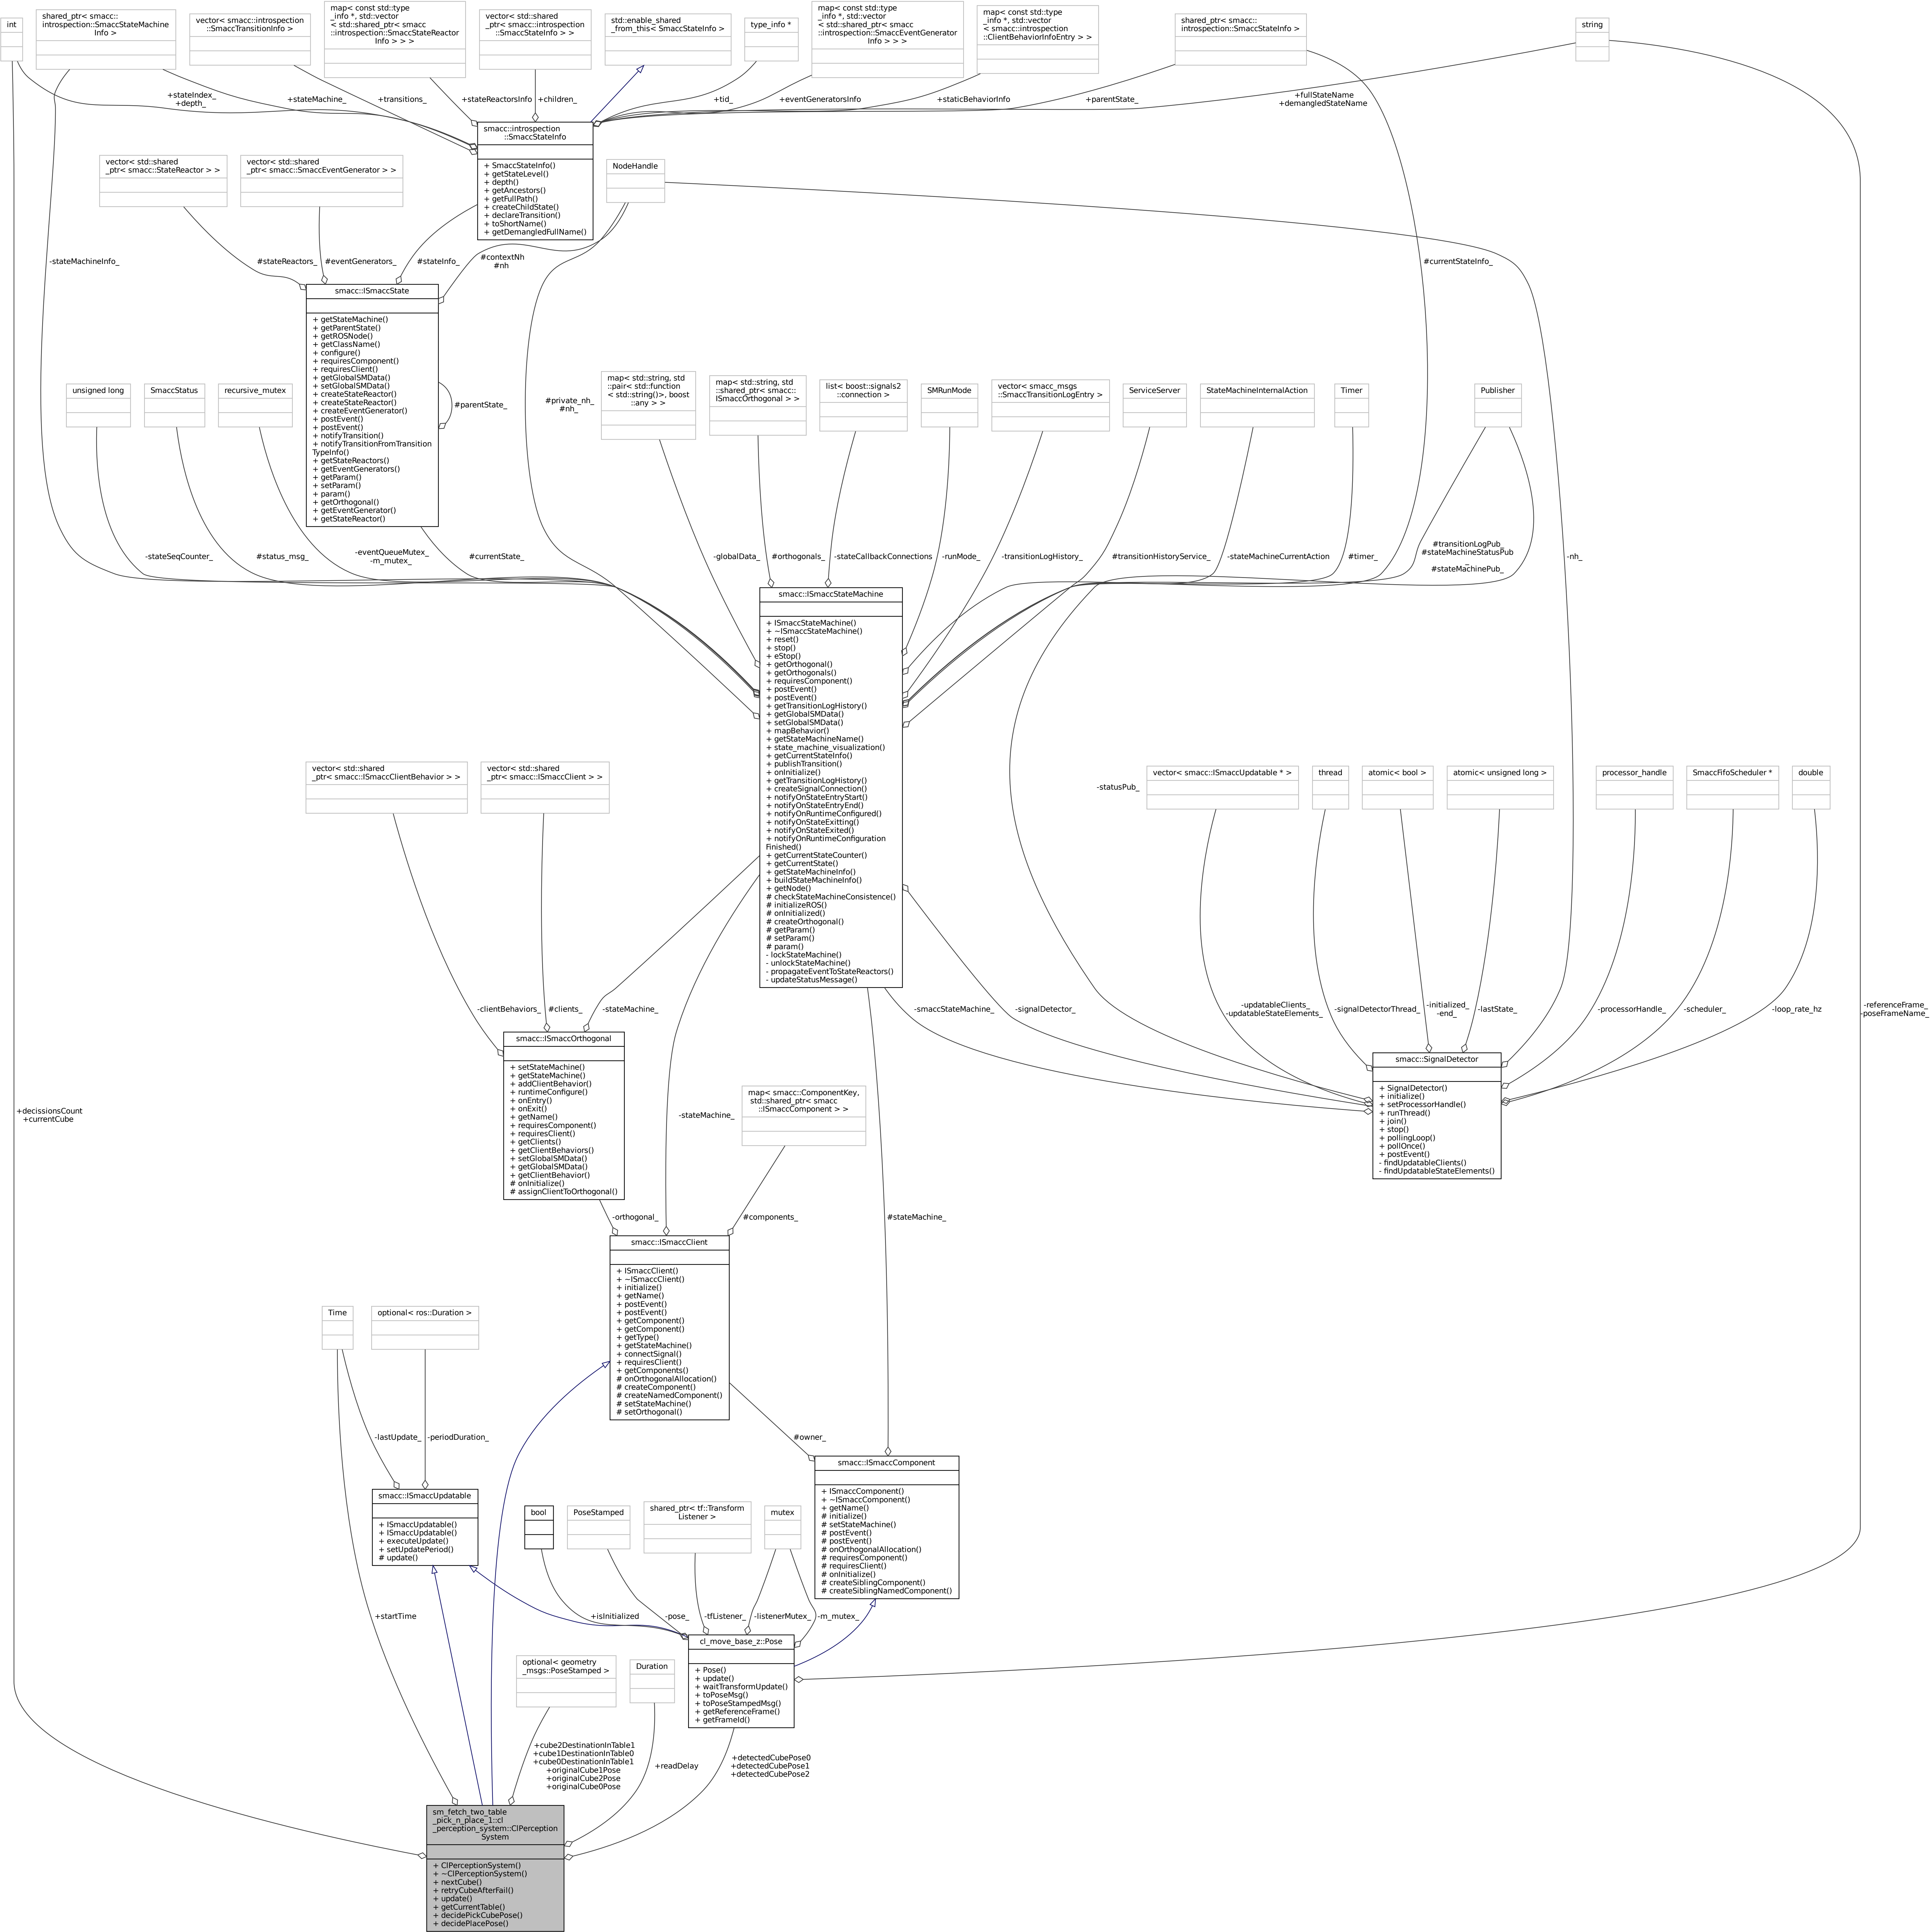 int
shared_ptr< smacc::
introspection::SmaccStateMachine
Info >
vector< smacc::introspection
::SmaccTransitionInfo >
map< const std::type
_info *, std::vector
< std::shared_ptr< smacc
::introspection::SmaccStateReactor
Info > > >
vector< std::shared
_ptr< smacc::introspection
::SmaccStateInfo > >
std::enable_shared
_from_this< SmaccStateInfo >
type_info *
map< const std::type
_info *, std::vector
< std::shared_ptr< smacc
::introspection::SmaccEventGenerator
Info > > >
map< const std::type
_info *, std::vector
< smacc::introspection
::ClientBehaviorInfoEntry > >
shared_ptr< smacc::
introspection::SmaccStateInfo >
string
+stateIndex_
+depth_
+stateMachine_
+transitions_
+stateReactorsInfo
+children_
+tid_
+eventGeneratorsInfo
+staticBehaviorInfo
+parentState_
+fullStateName
+demangledStateName
smacc::introspection
::SmaccStateInfo
+ SmaccStateInfo()
+ getStateLevel()
+ depth()
+ getAncestors()
+ getFullPath()
+ createChildState()
+ declareTransition()
+ toShortName()
+ getDemangledFullName()
vector< std::shared
_ptr< smacc::StateReactor > >
vector< std::shared
_ptr< smacc::SmaccEventGenerator > >
NodeHandle
-stateMachineInfo_
#stateReactors_
#eventGenerators_
#stateInfo_
#contextNh
#nh
#currentStateInfo_
smacc::ISmaccState
+ getStateMachine()
+ getParentState()
+ getROSNode()
+ getClassName()
+ configure()
+ requiresComponent()
+ requiresClient()
+ getGlobalSMData()
+ setGlobalSMData()
+ createStateReactor()
+ createStateReactor()
+ createEventGenerator()
+ postEvent()
+ postEvent()
+ notifyTransition()
+ notifyTransitionFromTransition
TypeInfo()
+ getStateReactors()
+ getEventGenerators()
+ getParam()
+ setParam()
+ param()
+ getOrthogonal()
+ getEventGenerator()
+ getStateReactor()
#parentState_
#private_nh_
#nh_
unsigned long
SmaccStatus
recursive_mutex
map< std::string, std
::pair< std::function
< std::string()>, boost
::any > >
map< std::string, std
::shared_ptr< smacc::
ISmaccOrthogonal > >
list< boost::signals2
::connection >
SMRunMode
vector< smacc_msgs
::SmaccTransitionLogEntry >
ServiceServer
StateMachineInternalAction
Timer
Publisher
-stateSeqCounter_
#status_msg_
-eventQueueMutex_
-m_mutex_
#currentState_
-globalData_
#orthogonals_
-stateCallbackConnections
-runMode_
-transitionLogHistory_
#transitionHistoryService_
-stateMachineCurrentAction
#timer_
#transitionLogPub_
#stateMachineStatusPub
_
#stateMachinePub_
-nh_
smacc::ISmaccStateMachine
+ ISmaccStateMachine()
+ ~ISmaccStateMachine()
+ reset()
+ stop()
+ eStop()
+ getOrthogonal()
+ getOrthogonals()
+ requiresComponent()
+ postEvent()
+ postEvent()
+ getTransitionLogHistory()
+ getGlobalSMData()
+ setGlobalSMData()
+ mapBehavior()
+ getStateMachineName()
+ state_machine_visualization()
+ getCurrentStateInfo()
+ publishTransition()
+ onInitialize()
+ getTransitionLogHistory()
+ createSignalConnection()
+ notifyOnStateEntryStart()
+ notifyOnStateEntryEnd()
+ notifyOnRuntimeConfigured()
+ notifyOnStateExitting()
+ notifyOnStateExited()
+ notifyOnRuntimeConfiguration
Finished()
+ getCurrentStateCounter()
+ getCurrentState()
+ getStateMachineInfo()
+ buildStateMachineInfo()
+ getNode()
# checkStateMachineConsistence()
# initializeROS()
# onInitialized()
# createOrthogonal()
# getParam()
# setParam()
# param()
- lockStateMachine()
- unlockStateMachine()
- propagateEventToStateReactors()
- updateStatusMessage()
vector< std::shared
_ptr< smacc::ISmaccClientBehavior > >
vector< std::shared
_ptr< smacc::ISmaccClient > >
-statusPub_
vector< smacc::ISmaccUpdatable * >
thread
atomic< bool >
atomic< unsigned long >
processor_handle
SmaccFifoScheduler *
double
-clientBehaviors_
#clients_
-stateMachine_
-smaccStateMachine_
-signalDetector_
-updatableClients_
-updatableStateElements_
-signalDetectorThread_
-initialized_
-end_
-lastState_
-processorHandle_
-scheduler_
-loop_rate_hz
-referenceFrame_
-poseFrameName_
smacc::ISmaccOrthogonal
+ setStateMachine()
+ getStateMachine()
+ addClientBehavior()
+ runtimeConfigure()
+ onEntry()
+ onExit()
+ getName()
+ requiresComponent()
+ requiresClient()
+ getClients()
+ getClientBehaviors()
+ setGlobalSMData()
+ getGlobalSMData()
+ getClientBehavior()
# onInitialize()
# assignClientToOrthogonal()
smacc::SignalDetector
+ SignalDetector()
+ initialize()
+ setProcessorHandle()
+ runThread()
+ join()
+ stop()
+ pollingLoop()
+ pollOnce()
+ postEvent()
- findUpdatableClients()
- findUpdatableStateElements()
+decissionsCount
+currentCube
-stateMachine_
map< smacc::ComponentKey,
std::shared_ptr< smacc
::ISmaccComponent > >
-orthogonal_
#components_
#stateMachine_
smacc::ISmaccClient
+ ISmaccClient()
+ ~ISmaccClient()
+ initialize()
+ getName()
+ postEvent()
+ postEvent()
+ getComponent()
+ getComponent()
+ getType()
+ getStateMachine()
+ connectSignal()
+ requiresClient()
+ getComponents()
# onOrthogonalAllocation()
# createComponent()
# createNamedComponent()
# setStateMachine()
# setOrthogonal()
Time
optional< ros::Duration >
-lastUpdate_
-periodDuration_
#owner_
smacc::ISmaccComponent
+ ISmaccComponent()
+ ~ISmaccComponent()
+ getName()
# initialize()
# setStateMachine()
# postEvent()
# postEvent()
# onOrthogonalAllocation()
# requiresComponent()
# requiresClient()
# onInitialize()
# createSiblingComponent()
# createSiblingNamedComponent()
smacc::ISmaccUpdatable
+ ISmaccUpdatable()
+ ISmaccUpdatable()
+ executeUpdate()
+ setUpdatePeriod()
# update()
bool
PoseStamped
shared_ptr< tf::Transform
Listener >
mutex
+startTime
+isInitialized
-pose_
-tfListener_
-listenerMutex_
-m_mutex_
cl_move_base_z::Pose
+ Pose()
+ update()
+ waitTransformUpdate()
+ toPoseMsg()
+ toPoseStampedMsg()
+ getReferenceFrame()
+ getFrameId()
optional< geometry
_msgs::PoseStamped >
Duration
+cube2DestinationInTable1
+cube1DestinationInTable0
+cube0DestinationInTable1
+originalCube1Pose
+originalCube2Pose
+originalCube0Pose
+readDelay
+detectedCubePose0
+detectedCubePose1
+detectedCubePose2
sm_fetch_two_table
_pick_n_place_1::cl
_perception_system::ClPerception
System
+ ClPerceptionSystem()
+ ~ClPerceptionSystem()
+ nextCube()
+ retryCubeAfterFail()
+ update()
+ getCurrentTable()
+ decidePickCubePose()
+ decidePlacePose()